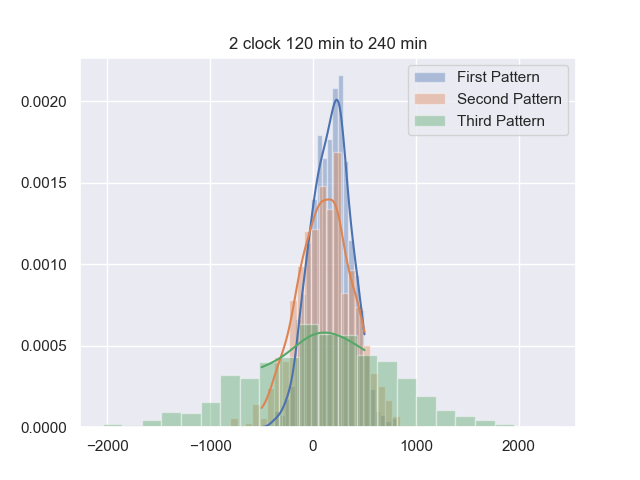 2 clock 120 min to 240 min
First Pattern
Second Pattern
Third Pattern
0.0020
0.0015
0.0010
0.0005
0.0000
−2000 −1000 0 1000 2000